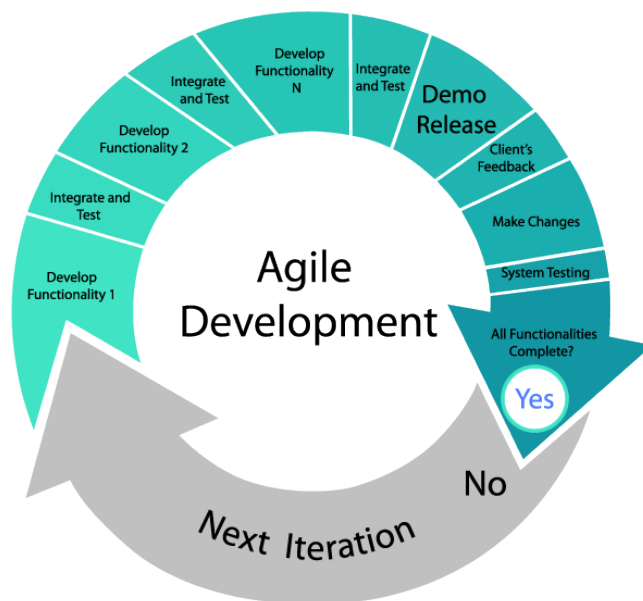 Develop
Functionality 1
Integrate and
Test
Develop
Functionality 2
Integrate
and Test
Develop
Functionality
N
Integrate
and Test
Demo
Release
Client's
Feedback
Make Changes
System Testing
All Functionalities
Complete?
Yes
No
Next Iteration
Agile
Development